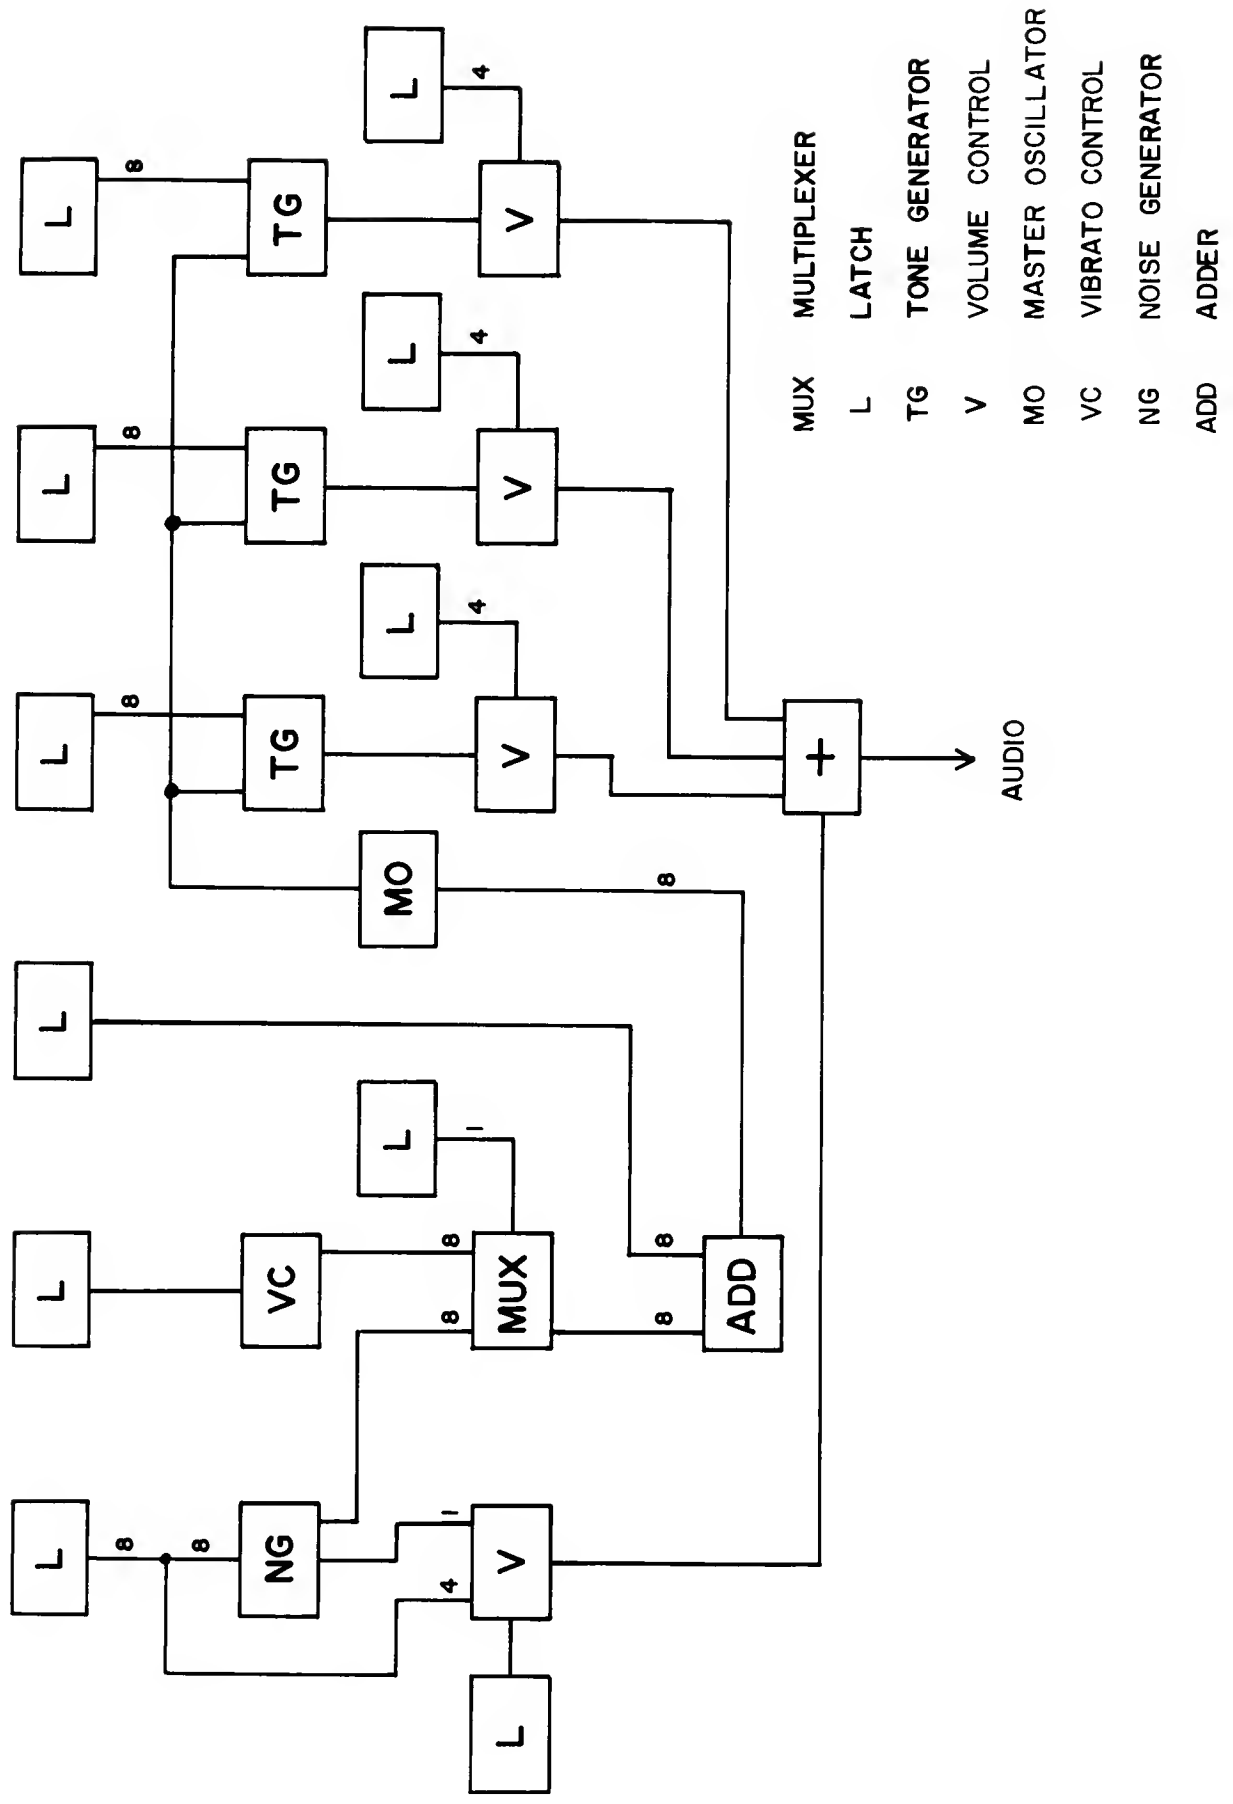 L L L L L L
8 8 8 8
8
NG VC TG TG TG
L MO L L L
4 1 8 8 1 4 4 4
L V MUX V V V
8 8 8
ADD
+
AUDIO
MUX MULTIPLEXER
L LATCH
TG TONE GENERATOR
V VOLUME CONTROL
MO MASTER OSCILLATOR
VC VIBRATO CONTROL
NG NOISE GENERATOR
ADD ADDER